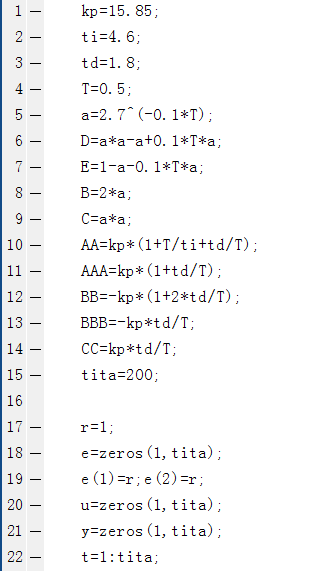 1 — kp=15.85;
2 — ti=4.6;
3 — td=1.8;
4 — T=0.5;
5 — a=2.7^(-0.1*T);
6 — D=a*a-a+0.1*T*a;
7 — E=1-a-0.1*T*a;
8 — B=2*a;
9 — C=a*a;
10 — AA=kp*(1+T/ti+td/T);
11 — AAA=kp*(1+td/T);
12 — BB=-kp*(1+2*td/T);
13 — BBB=-kp*td/T;
14 — CC=kp*td/T;
15 — tita=200;
16
17 — r=1;
18 — e=zeros(1,tita);
19 — e(1)=r;e(2)=r;
20 — u=zeros(1,tita);
21 — y=zeros(1,tita);
22 — t=1:tita;